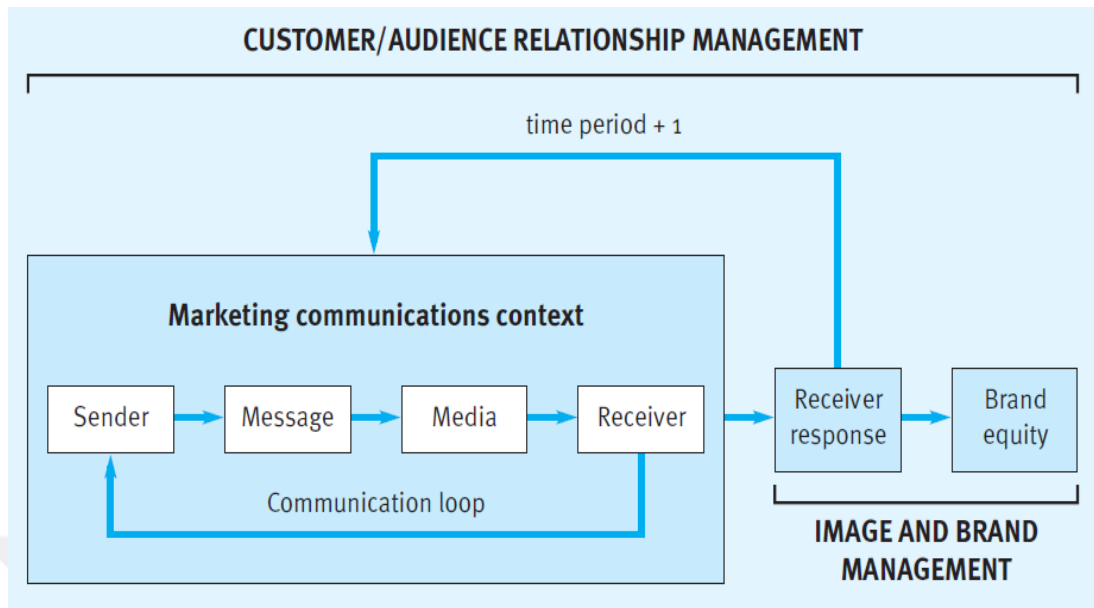 CUSTOMER/AUDIENCE RELATIONSHIP MANAGEMENT
time period + 1
Marketing communications context
Sender
Message
Media
Receiver
Receiver
response
Brand
equity
Communication loop
IMAGE AND BRAND
MANAGEMENT